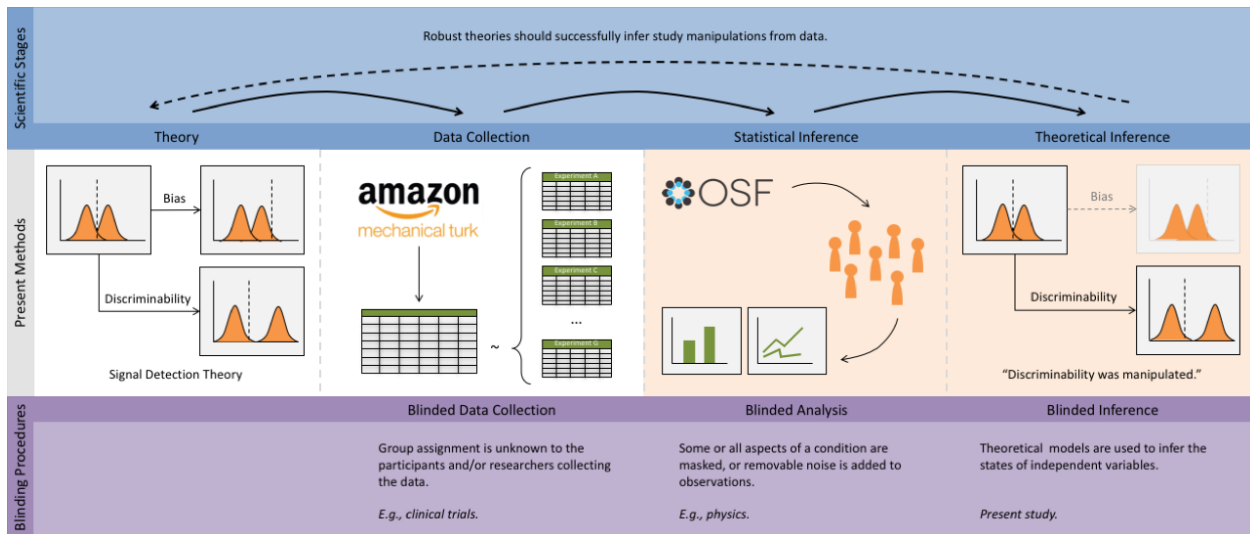 Scientific Stages
Robust theories should successfully infer study manipulations from data.
Theory
Data Collection
Statistical Inference
Theoretical Inference
Present Methods
Bias
Discriminability
Signal Detection Theory
amazon
mechanical turk
~
Experiment A
Experiment B
Experiment C
...
Experiment G
OSF
Bias
Discriminability
“Discriminability was manipulated.”
Blinding Procedures
Blinded Data Collection
Group assignment is unknown to the
participants and/or researchers collecting
the data.
E.g., clinical trials.
Blinded Analysis
Some or all aspects of a condition are
masked, or removable noise is added to
observations.
E.g., physics.
Blinded Inference
Theoretical models are used to infer the
states of independent variables.
Present study.